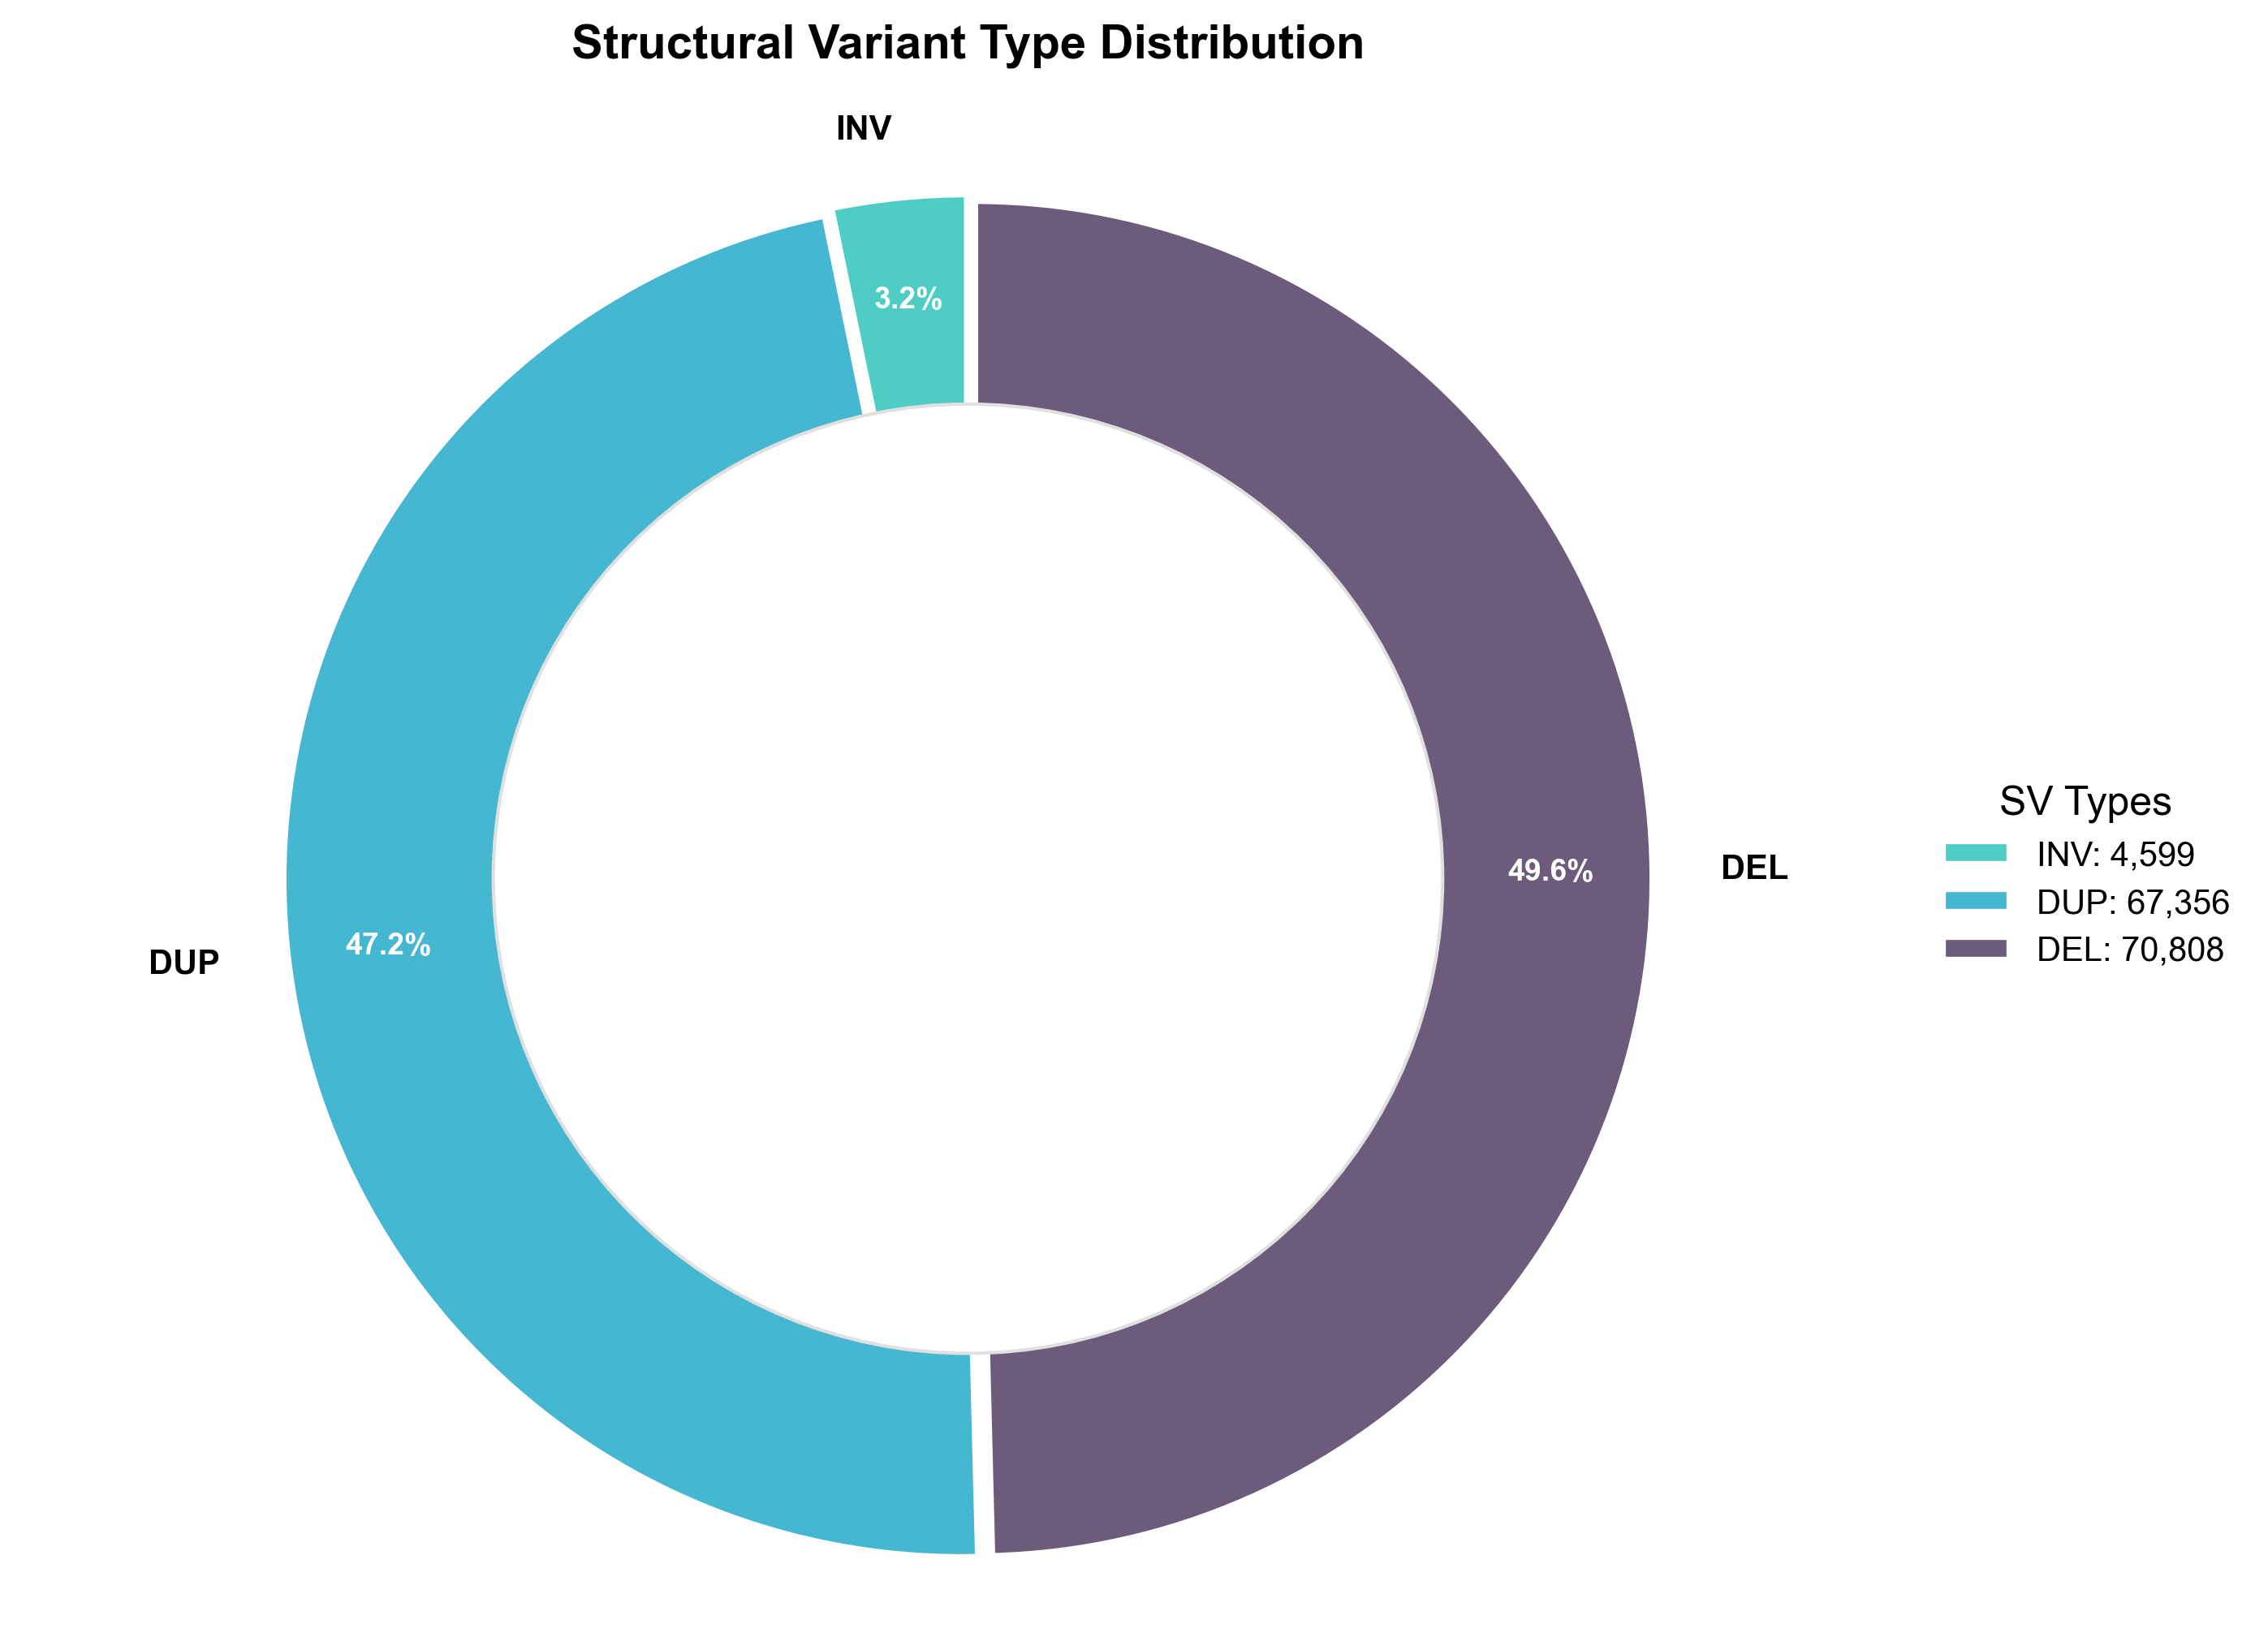 Structural Variant Type Distribution
INV
3.2%
49.6%
DEL
47.2%
DUP
SV Types
INV: 4,599
DUP: 67,356
DEL: 70,808